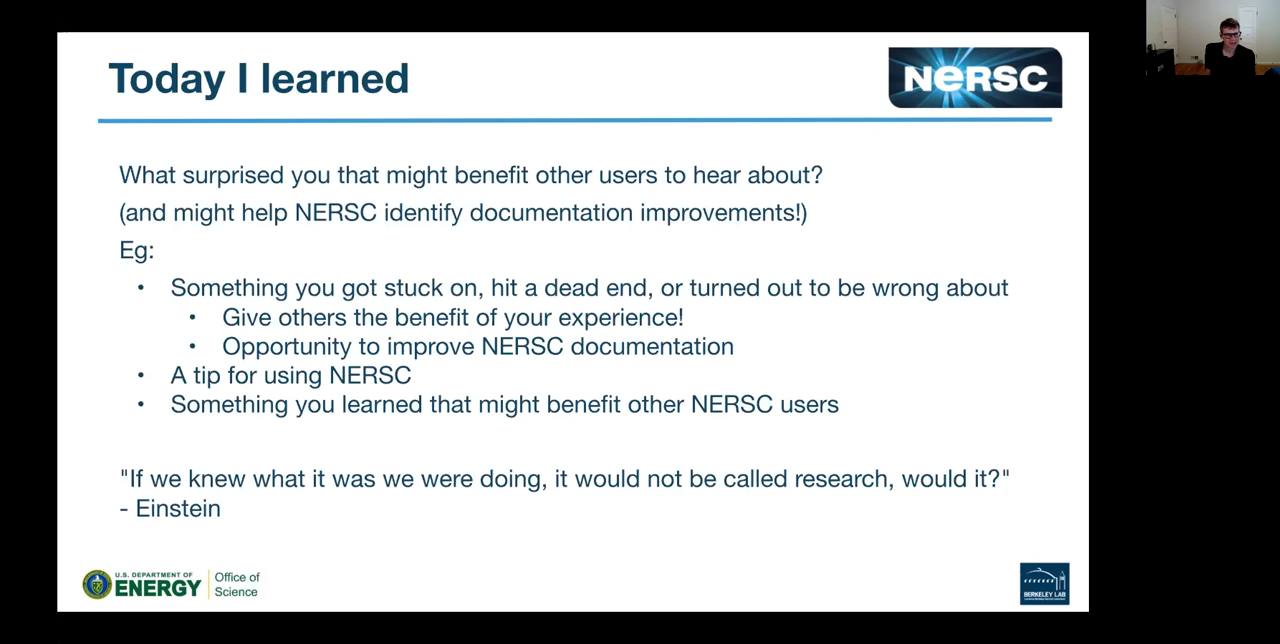 Today I learned
NERSC
What surprised you that might benefit other users to hear about?
(and might help NERSC identify documentation improvements!)
Eg:
• Something you got stuck on, hit a dead end, or turned out to be wrong about
• Give others the benefit of your experience!
• Opportunity to improve NERSC documentation
• A tip for using NERSC
• Something you learned that might benefit other NERSC users
"If we knew what it was we were doing, it would not be called research, would it?"
- Einstein
U.S. DEPARTMENT OF
ENERGY
Office of
Science
BERKELEY LAB